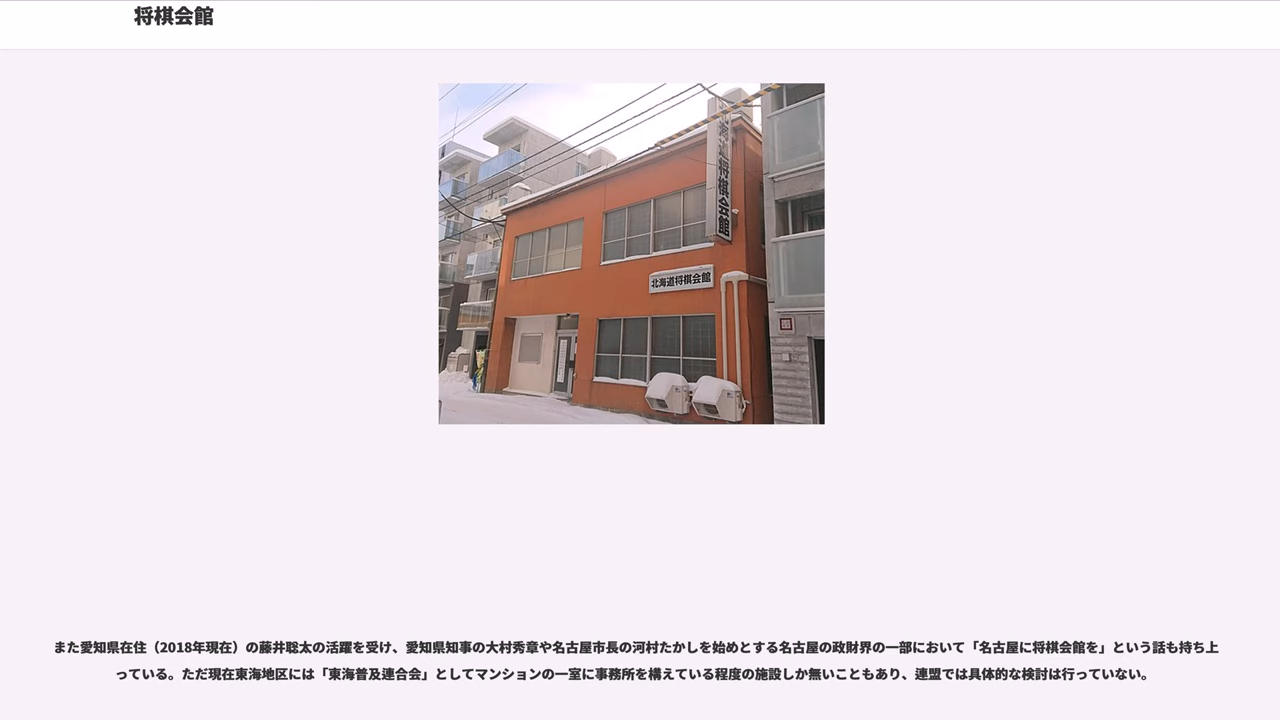 将棋会館
北海道将棋会館
北海道将棋会館
また愛知県在住（2018年現在）の藤井聡太の活躍を受け、愛知県知事の大村秀章や名古屋市長の河村たかしを始めとする名古屋の政財界の一部において「名古屋に将棋会館を」という話も持ち上
っている。ただ現在東海地区には「東海普及連合会」としてマンションの一室に事務所を構えている程度の施設しか無いこともあり、連盟では具体的な検討は行っていない。